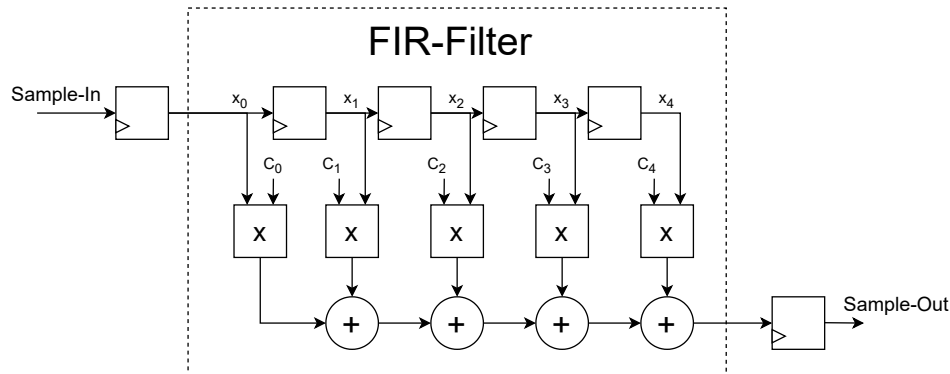 FIR-Filter
Sample-In x₀ x₁ x₂ x₃ x₄
C₀ C₁ C₂ C₃ C₄
x x x x x
Sample-Out
+ + + +